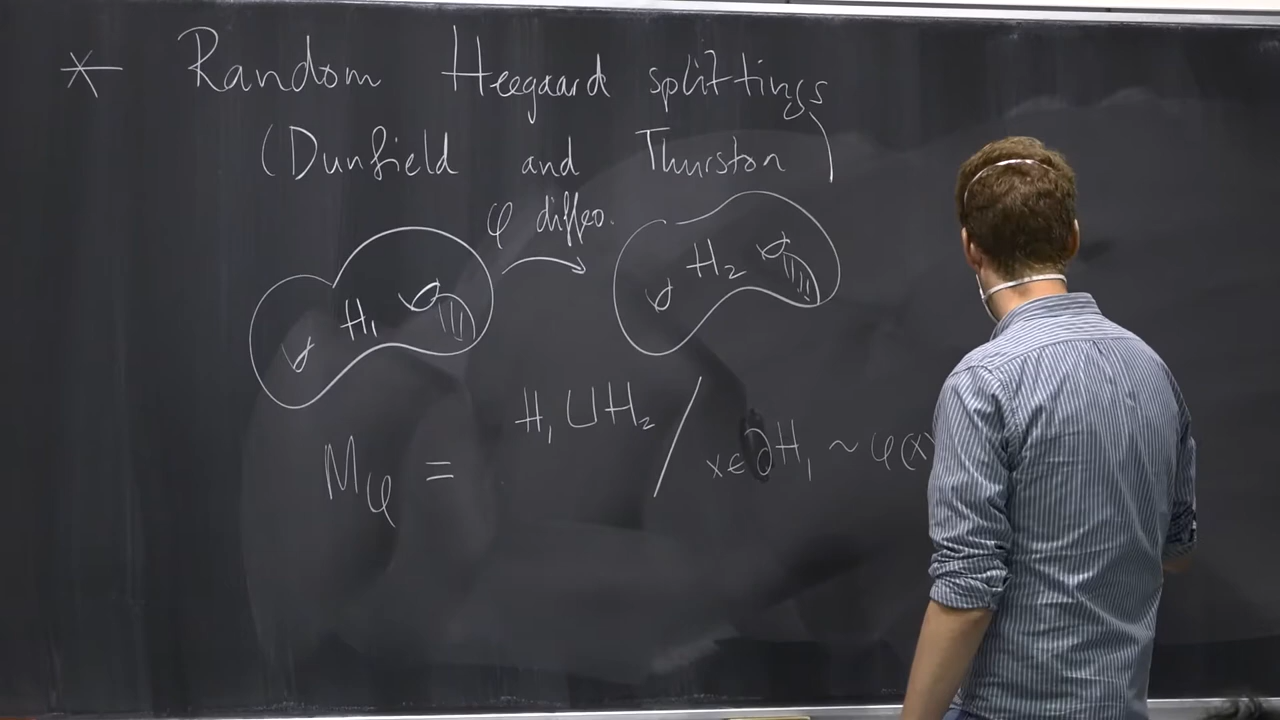 * Random Heegaard splittings
(Dunfield and Thurston)
φ diffeo.
H₁ H₂
M_φ = H₁ ⊔ H₂ / x ∈ ∂H₁ ~ φ(x)